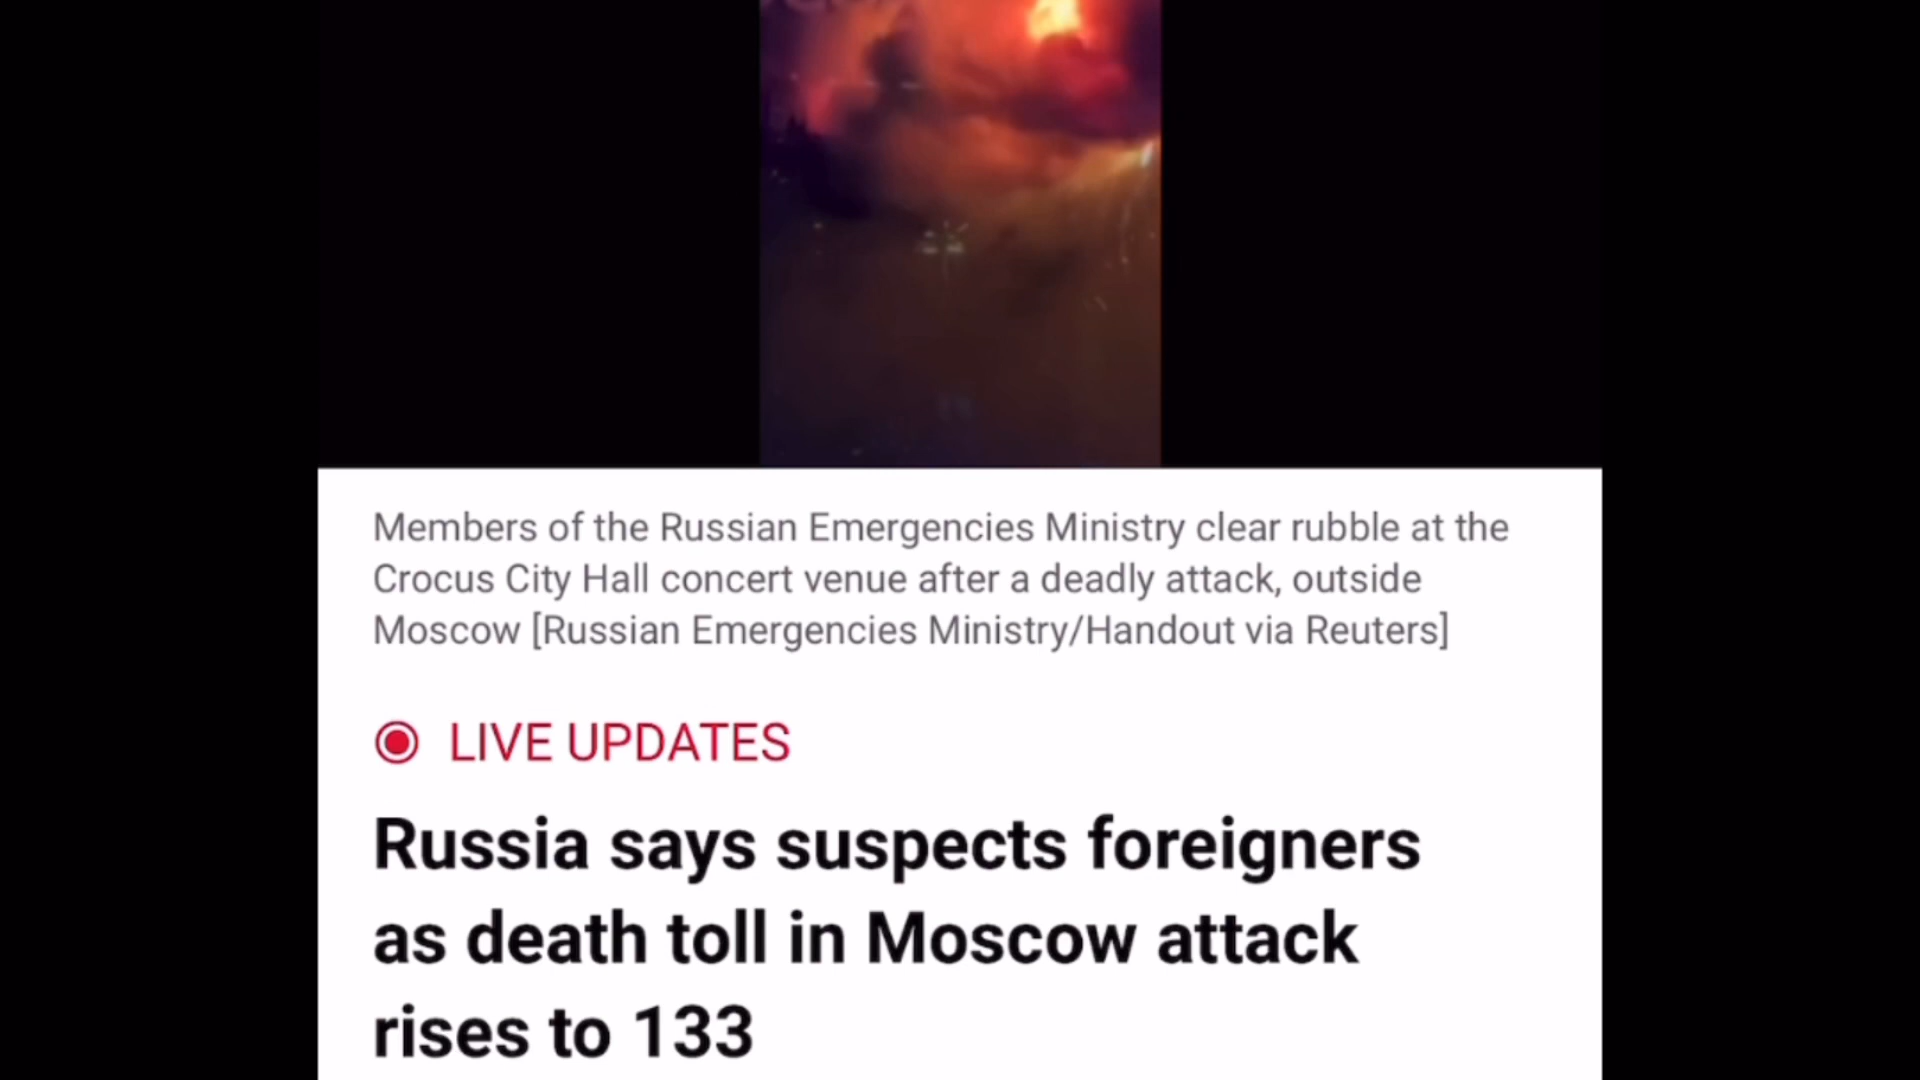 Members of the Russian Emergencies Ministry clear rubble at the
Crocus City Hall concert venue after a deadly attack, outside
Moscow [Russian Emergencies Ministry/Handout via Reuters]
LIVE UPDATES
Russia says suspects foreigners
as death toll in Moscow attack
rises to 133